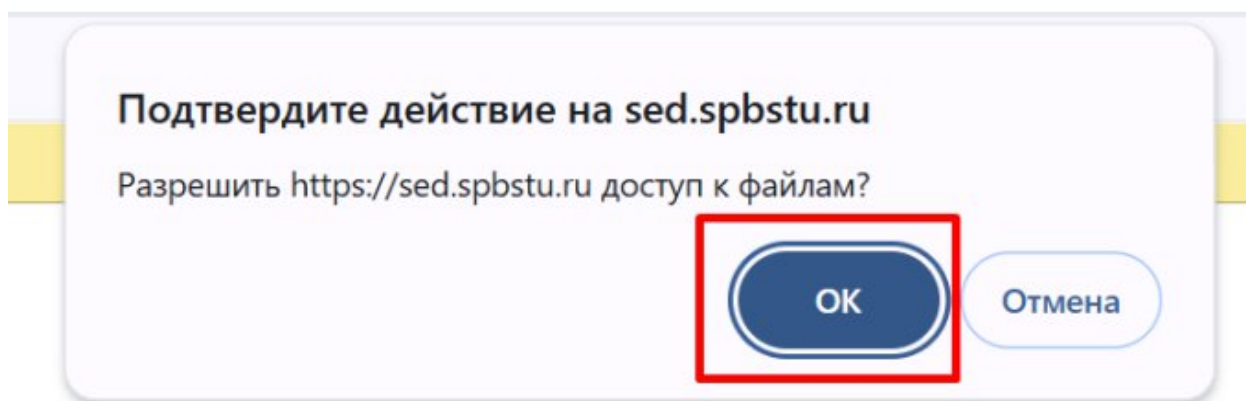 Подтвердите действие на sed.spbstu.ru
Разрешить https://sed.spbstu.ru доступ к файлам?
ОК
Отмена